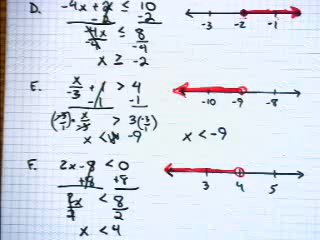 D. -4x + 2 ≤ 10
-2 -2
-4x ≤ 8
-4 -4
x ≥ -2
-3 -2 -1
E. x/-3 + 1 > 4
-1 -1
(-3/1) · x/-3 > 3(-3/1)
x < -9
x < -9
-10 -9 -8
F. 2x - 8 < 0
+8 +8
2x < 8
2 2
x < 4
3 4 5